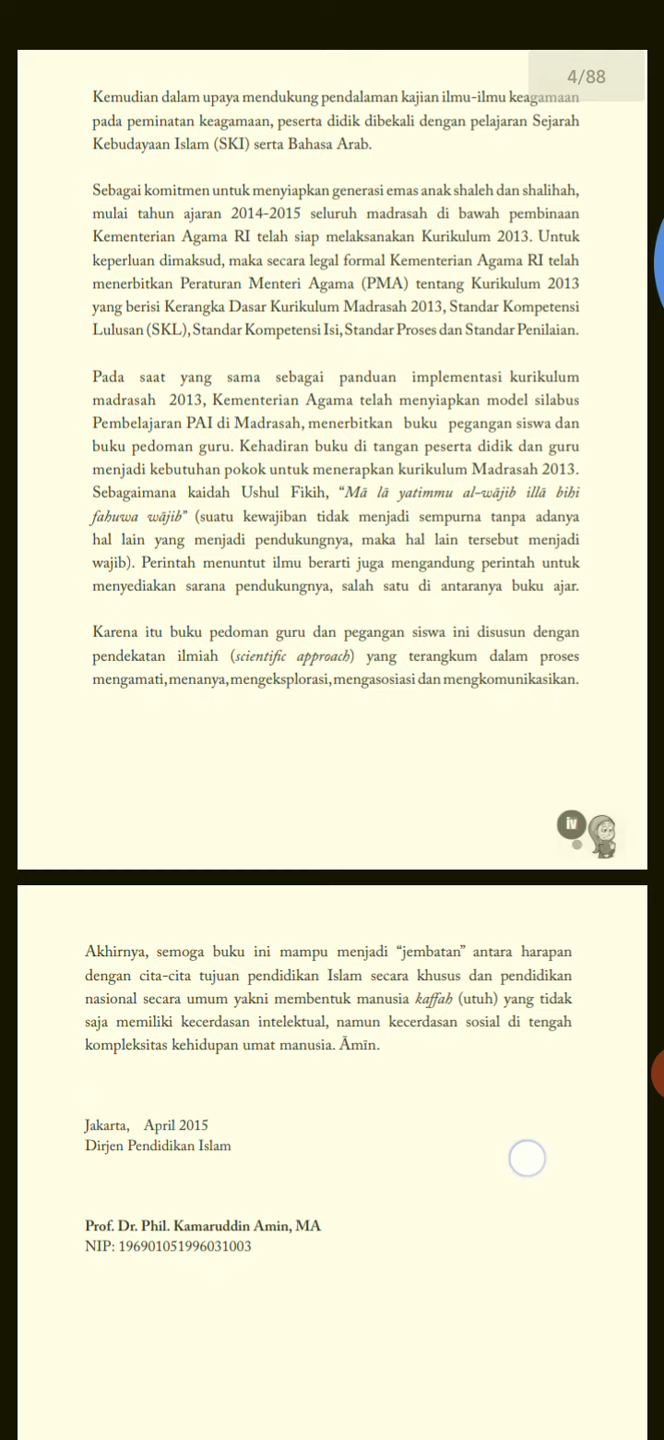 4/88
Kemudian dalam upaya mendukung pendalaman kajian ilmu-ilmu keagamaan
pada peminatan keagamaan, peserta didik dibekali dengan pelajaran Sejarah
Kebudayaan Islam (SKI) serta Bahasa Arab.
Sebagai komitmen untuk menyiapkan generasi emas anak shaleh dan shalihah,
mulai tahun ajaran 2014-2015 seluruh madrasah di bawah pembinaan
Kementerian Agama RI telah siap melaksanakan Kurikulum 2013. Untuk
keperluan dimaksud, maka secara legal formal Kementerian Agama RI telah
menerbitkan Peraturan Menteri Agama (PMA) tentang Kurikulum 2013
yang berisi Kerangka Dasar Kurikulum Madrasah 2013, Standar Kompetensi
Lulusan (SKL), Standar Kompetensi Isi, Standar Proses dan Standar Penilaian.
Pada saat yang sama sebagai panduan implementasi kurikulum
madrasah 2013, Kementerian Agama telah menyiapkan model silabus
Pembelajaran PAI di Madrasah, menerbitkan buku pegangan siswa dan
buku pedoman guru. Kehadiran buku di tangan peserta didik dan guru
menjadi kebutuhan pokok untuk menerapkan kurikulum Madrasah 2013.
Sebagaimana kaidah Ushul Fikih, “Mā lā yatimmu al-wājib illā bihi
fahuwa wājib” (suatu kewajiban tidak menjadi sempurna tanpa adanya
hal lain yang menjadi pendukungnya, maka hal lain tersebut menjadi
wajib). Perintah menuntut ilmu berarti juga mengandung perintah untuk
menyediakan sarana pendukungnya, salah satu di antaranya buku ajar.
Karena itu buku pedoman guru dan pegangan siswa ini disusun dengan
pendekatan ilmiah (scientific approach) yang terangkum dalam proses
mengamati, menanya, mengeksplorasi, mengasosiasi dan mengkomunikasikan.
iv
Akhirnya, semoga buku ini mampu menjadi “jembatan” antara harapan
dengan cita-cita tujuan pendidikan Islam secara khusus dan pendidikan
nasional secara umum yakni membentuk manusia kaffah (utuh) yang tidak
saja memiliki kecerdasan intelektual, namun kecerdasan sosial di tengah
kompleksitas kehidupan umat manusia. Āmīn.
Jakarta, April 2015
Dirjen Pendidikan Islam
Prof. Dr. Phil. Kamaruddin Amin, MA
NIP: 196901051996031003